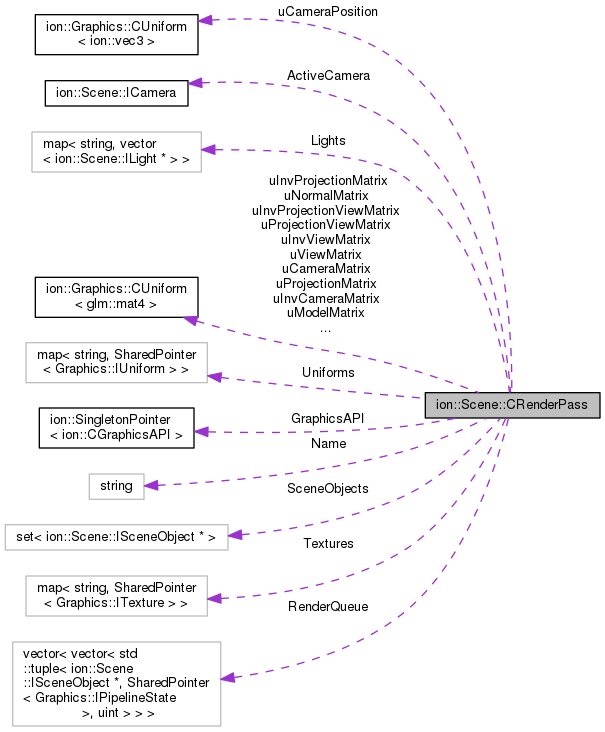 uCameraPosition
ion::Graphics::CUniform
< ion::vec3 >
ActiveCamera
ion::Scene::ICamera
Lights
map< string, vector
< ion::Scene::ILight * > >
uInvProjectionMatrix
uNormalMatrix
uInvProjectionViewMatrix
uProjectionViewMatrix
uInvViewMatrix
uViewMatrix
uCameraMatrix
uProjectionMatrix
uInvCameraMatrix
uModelMatrix
...
ion::Graphics::CUniform
< glm::mat4 >
map< string, SharedPointer
< Graphics::IUniform > >
Uniforms
ion::Scene::CRenderPass
ion::SingletonPointer
< ion::CGraphicsAPI >
GraphicsAPI
Name
string
SceneObjects
set< ion::Scene::ISceneObject * >
Textures
map< string, SharedPointer
< Graphics::ITexture > >
RenderQueue
vector< vector< std
::tuple< ion::Scene
::ISceneObject *, SharedPointer
< Graphics::IPipelineState
>, uint > > >